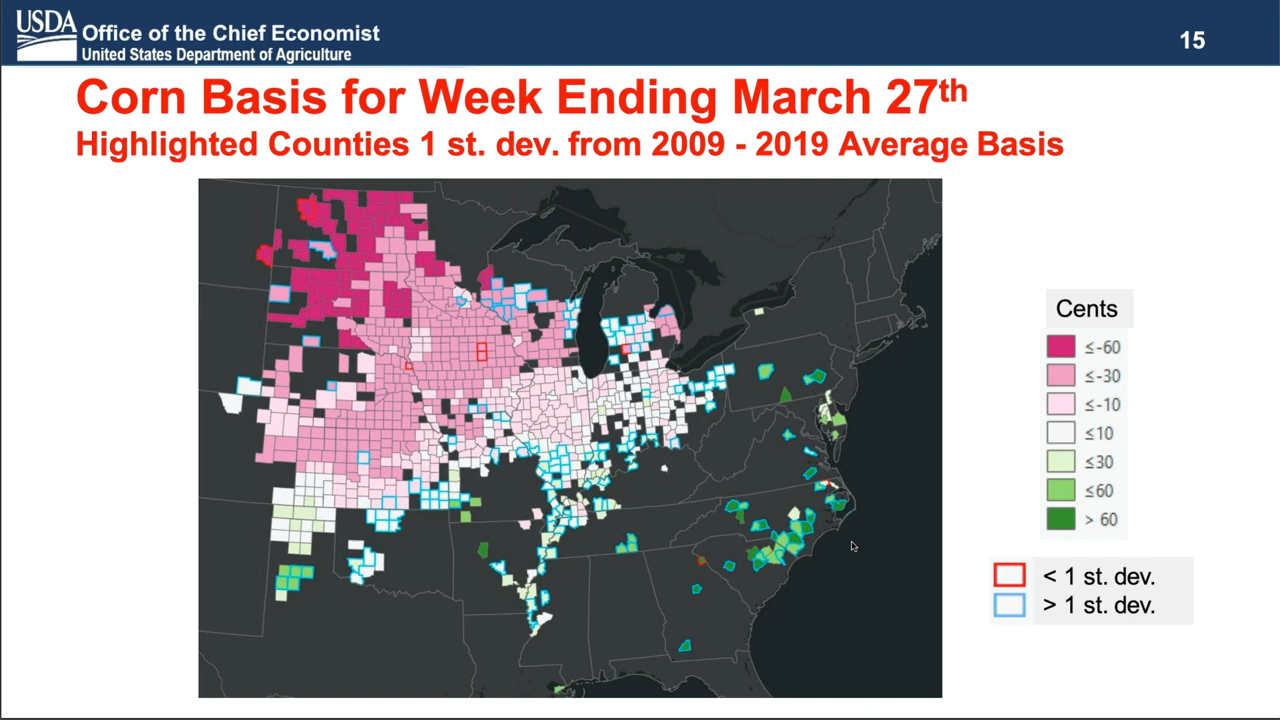 USDA
Office of the Chief Economist
United States Department of Agriculture
15
Corn Basis for Week Ending March 27th
Highlighted Counties 1 st. dev. from 2009 - 2019 Average Basis
Cents
≤-60
≤-30
≤-10
≤10
≤30
≤60
> 60
< 1 st. dev.
> 1 st. dev.